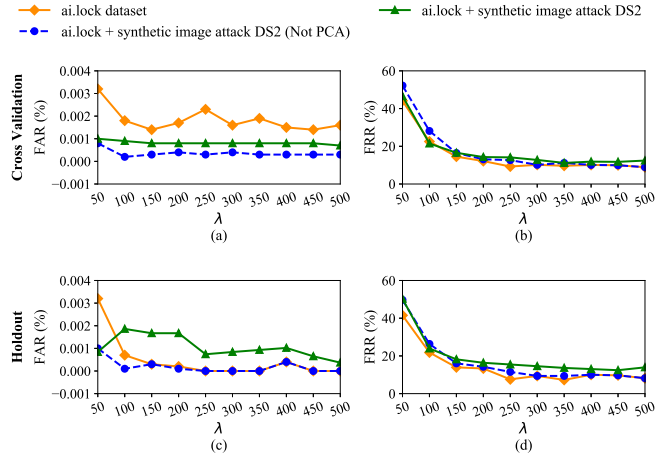 ai.lock dataset
ai.lock + synthetic image attack DS2
ai.lock + synthetic image attack DS2 (Not PCA)
Cross Validation
FAR (%)
0.004
0.003
0.002
0.001
0.000
−0.001
50 100 150 200 250 300 350 400 450 500
λ
(a)
FRR (%)
60
40
20
0
50 100 150 200 250 300 350 400 450 500
λ
(b)
Holdout
FAR (%)
0.004
0.003
0.002
0.001
0.000
−0.001
50 100 150 200 250 300 350 400 450 500
λ
(c)
FRR (%)
60
40
20
0
50 100 150 200 250 300 350 400 450 500
λ
(d)